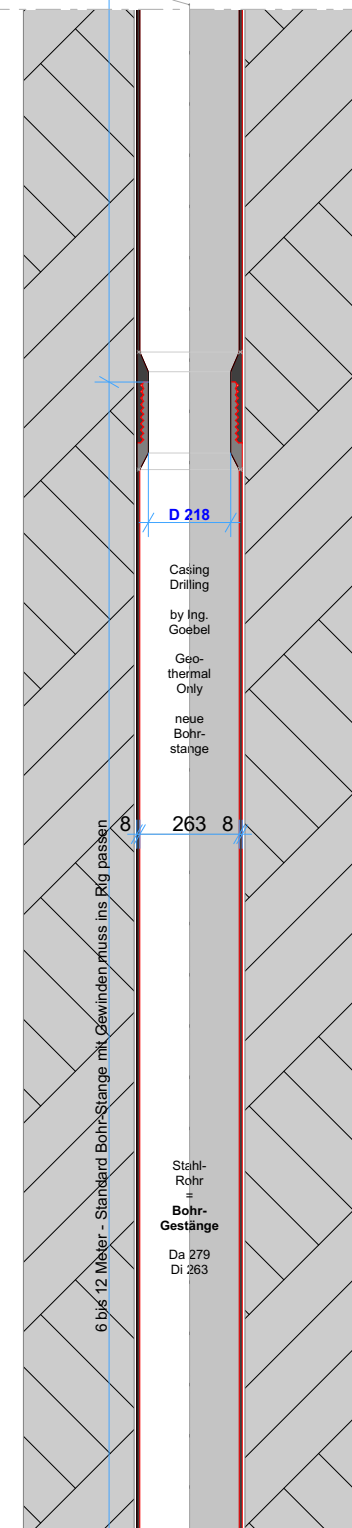 D 218
Casing
Drilling
by Ing.
Goebel
Geo-
thermal
Only
neue
Bohr-
stange
8 263 8
6 bis 12 Meter - Standard Bohr-Stange mit Gewinden muss ins Rig passen
Stahl-
Rohr
=
Bohr-
Gestänge
Da 279
Di 263